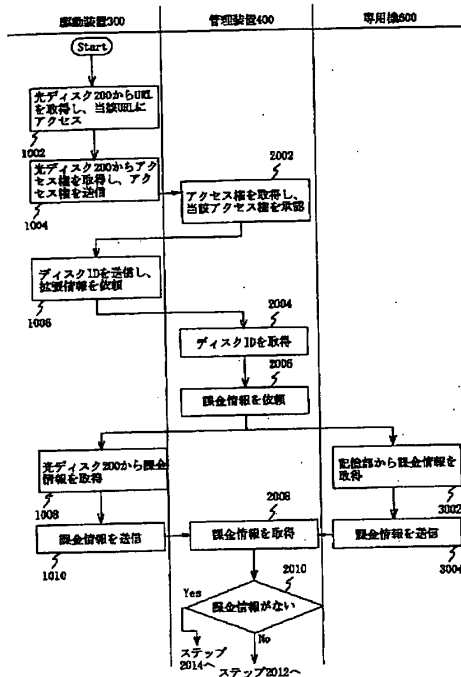 駆動装置300
管理装置400
専用機600
Start
光ディスク200からURL
を取得し、当該URLに
アクセス
1002
光ディスク200からアクセ
ス権を取得し、アク
セス権を送信
1004
2002
アクセス権を取得し、
当該アクセス権を承認
ディスクIDを送信し、
拡張情報を依頼
1006
2004
ディスクIDを取得
2006
課金情報を依頼
光ディスク200から課金
情報を取得
1008
記憶部から課金情報を
取得
3002
課金情報を送信
1010
2008
課金情報を取得
課金情報を送信
3004
2010
課金情報がない
Yes
No
ステップ
2014へ
ステップ2012へ